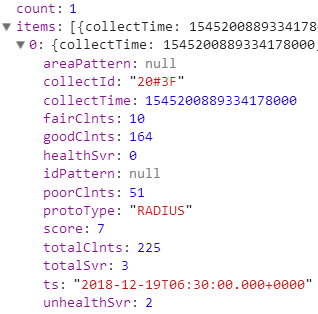 count: 1
▼ items: [{collectTime: 1545200889334178
▼ 0: {collectTime: 1545200889334178000,
areaPattern: null
collectId: "20#3F"
collectTime: 1545200889334178000
fairClnts: 10
goodClnts: 164
healthSvr: 0
idPattern: null
poorClnts: 51
protoType: "RADIUS"
score: 7
totalClnts: 225
totalSvr: 3
ts: "2018-12-19T06:30:00.000+0000"
unhealthSvr: 2